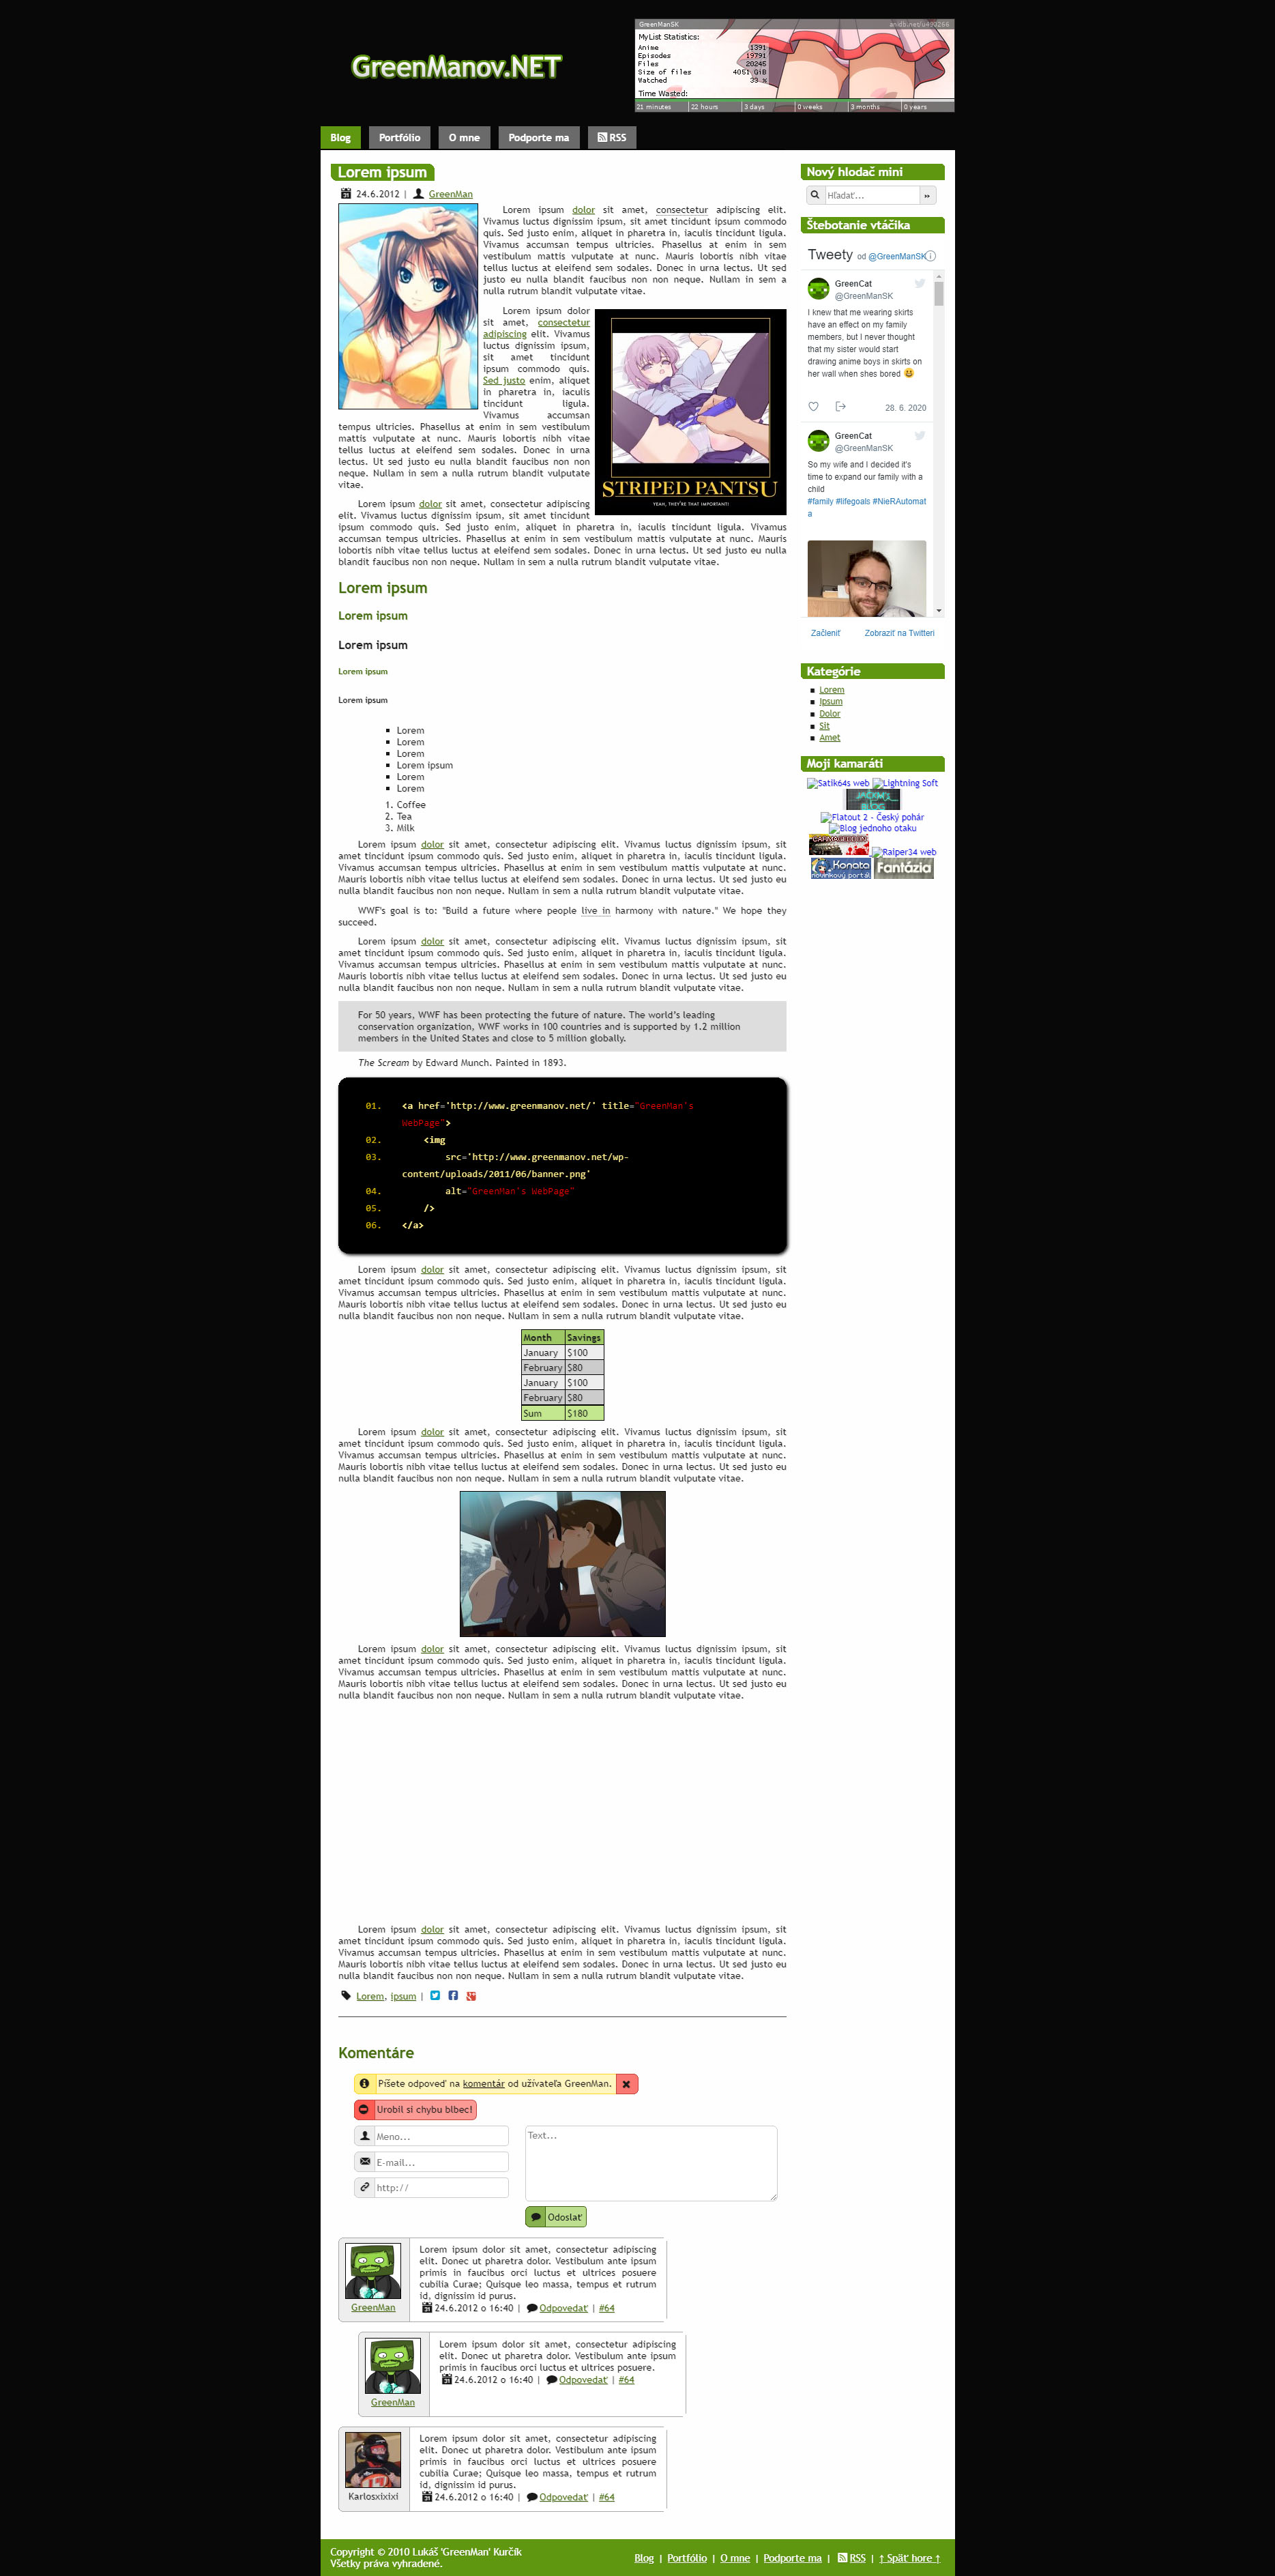 GreenManov.NET
GreenManSK
anidb.net/u493266
MyList Statistics:
Anime 1391
Episodes 19791
Files 20245
Size of files 4051 GiB
Watched 33 %
Time Wasted:
21 minutes 22 hours 3 days 0 weeks 3 months 0 years
Blog Portfólio O mne Podporte ma RSS
Lorem ipsum
24.6.2012 | GreenMan
Lorem ipsum dolor sit amet, consectetur adipiscing elit.
Vivamus luctus dignissim ipsum, sit amet tincidunt ipsum commodo
quis. Sed justo enim, aliquet in pharetra in, iaculis tincidunt ligula.
Vivamus accumsan tempus ultricies. Phasellus at enim in sem
vestibulum mattis vulputate at nunc. Mauris lobortis nibh vitae
tellus luctus at eleifend sem sodales. Donec in urna lectus. Ut sed
justo eu nulla blandit faucibus non non neque. Nullam in sem a
nulla rutrum blandit vulputate vitae.
Lorem ipsum dolor
sit amet, consectetur
adipiscing elit. Vivamus
luctus dignissim ipsum,
sit amet tincidunt
ipsum commodo quis.
Sed justo enim, aliquet
in pharetra in, iaculis
tincidunt ligula.
Vivamus accumsan
tempus ultricies. Phasellus at enim in sem vestibulum
mattis vulputate at nunc. Mauris lobortis nibh vitae
tellus luctus at eleifend sem sodales. Donec in urna
lectus. Ut sed justo eu nulla blandit faucibus non non
neque. Nullam in sem a nulla rutrum blandit vulputate
vitae.
STRIPED PANTSU
YEAH, THEY'RE THAT IMPORTANT!
Lorem ipsum dolor sit amet, consectetur adipiscing
elit. Vivamus luctus dignissim ipsum, sit amet tincidunt
ipsum commodo quis. Sed justo enim, aliquet in pharetra in, iaculis tincidunt ligula. Vivamus
accumsan tempus ultricies. Phasellus at enim in sem vestibulum mattis vulputate at nunc. Mauris
lobortis nibh vitae tellus luctus at eleifend sem sodales. Donec in urna lectus. Ut sed justo eu nulla
blandit faucibus non non neque. Nullam in sem a nulla rutrum blandit vulputate vitae.
Lorem ipsum
Lorem ipsum
Lorem ipsum
Lorem ipsum
Lorem ipsum
Lorem
Lorem
Lorem
Lorem ipsum
Lorem
Lorem
1. Coffee
2. Tea
3. Milk
Lorem ipsum dolor sit amet, consectetur adipiscing elit. Vivamus luctus dignissim ipsum, sit
amet tincidunt ipsum commodo quis. Sed justo enim, aliquet in pharetra in, iaculis tincidunt ligula.
Vivamus accumsan tempus ultricies. Phasellus at enim in sem vestibulum mattis vulputate at nunc.
Mauris lobortis nibh vitae tellus luctus at eleifend sem sodales. Donec in urna lectus. Ut sed justo eu
nulla blandit faucibus non non neque. Nullam in sem a nulla rutrum blandit vulputate vitae.
WWF's goal is to: "Build a future where people live in harmony with nature." We hope they
succeed.
Lorem ipsum dolor sit amet, consectetur adipiscing elit. Vivamus luctus dignissim ipsum, sit
amet tincidunt ipsum commodo quis. Sed justo enim, aliquet in pharetra in, iaculis tincidunt ligula.
Vivamus accumsan tempus ultricies. Phasellus at enim in sem vestibulum mattis vulputate at nunc.
Mauris lobortis nibh vitae tellus luctus at eleifend sem sodales. Donec in urna lectus. Ut sed justo eu
nulla blandit faucibus non non neque. Nullam in sem a nulla rutrum blandit vulputate vitae.
For 50 years, WWF has been protecting the future of nature. The world's leading
conservation organization, WWF works in 100 countries and is supported by 1.2 million
members in the United States and close to 5 million globally.
The Scream by Edward Munch. Painted in 1893.
01. <a href='http://www.greenmanov.net/' title="GreenMan's
WebPage">
02. <img
03. src='http://www.greenmanov.net/wp-
content/uploads/2011/06/banner.png'
04. alt="GreenMan's WebPage"
05. />
06. </a>
Lorem ipsum dolor sit amet, consectetur adipiscing elit. Vivamus luctus dignissim ipsum, sit
amet tincidunt ipsum commodo quis. Sed justo enim, aliquet in pharetra in, iaculis tincidunt ligula.
Vivamus accumsan tempus ultricies. Phasellus at enim in sem vestibulum mattis vulputate at nunc.
Mauris lobortis nibh vitae tellus luctus at eleifend sem sodales. Donec in urna lectus. Ut sed justo eu
nulla blandit faucibus non non neque. Nullam in sem a nulla rutrum blandit vulputate vitae.
Month Savings
January $100
February $80
January $100
February $80
Sum $180
Lorem ipsum dolor sit amet, consectetur adipiscing elit. Vivamus luctus dignissim ipsum, sit
amet tincidunt ipsum commodo quis. Sed justo enim, aliquet in pharetra in, iaculis tincidunt ligula.
Vivamus accumsan tempus ultricies. Phasellus at enim in sem vestibulum mattis vulputate at nunc.
Mauris lobortis nibh vitae tellus luctus at eleifend sem sodales. Donec in urna lectus. Ut sed justo eu
nulla blandit faucibus non non neque. Nullam in sem a nulla rutrum blandit vulputate vitae.
Lorem ipsum dolor sit amet, consectetur adipiscing elit. Vivamus luctus dignissim ipsum, sit
amet tincidunt ipsum commodo quis. Sed justo enim, aliquet in pharetra in, iaculis tincidunt ligula.
Vivamus accumsan tempus ultricies. Phasellus at enim in sem vestibulum mattis vulputate at nunc.
Mauris lobortis nibh vitae tellus luctus at eleifend sem sodales. Donec in urna lectus. Ut sed justo eu
nulla blandit faucibus non non neque. Nullam in sem a nulla rutrum blandit vulputate vitae.
Lorem ipsum dolor sit amet, consectetur adipiscing elit. Vivamus luctus dignissim ipsum, sit
amet tincidunt ipsum commodo quis. Sed justo enim, aliquet in pharetra in, iaculis tincidunt ligula.
Vivamus accumsan tempus ultricies. Phasellus at enim in sem vestibulum mattis vulputate at nunc.
Mauris lobortis nibh vitae tellus luctus at eleifend sem sodales. Donec in urna lectus. Ut sed justo eu
nulla blandit faucibus non non neque. Nullam in sem a nulla rutrum blandit vulputate vitae.
Lorem, ipsum |
Komentáre
Píšete odpoveď na komentár od užívateľa GreenMan.
Urobil si chybu blbec!
Meno...
E-mail...
http://
Text...
Odoslať
Lorem ipsum dolor sit amet, consectetur adipiscing
elit. Donec ut pharetra dolor. Vestibulum ante ipsum
primis in faucibus orci luctus et ultrices posuere
cubilia Curae; Quisque leo massa, tempus et rutrum
id, dignissim id purus.
GreenMan
24.6.2012 o 16:40 | Odpovedať | #64
Lorem ipsum dolor sit amet, consectetur adipiscing
elit. Donec ut pharetra dolor. Vestibulum ante ipsum
primis in faucibus orci luctus et ultrices posuere.
24.6.2012 o 16:40 | Odpovedať | #64
GreenMan
Lorem ipsum dolor sit amet, consectetur adipiscing
elit. Donec ut pharetra dolor. Vestibulum ante ipsum
primis in faucibus orci luctus et ultrices posuere
cubilia Curae; Quisque leo massa, tempus et rutrum
id, dignissim id purus.
Karlosxixixi
24.6.2012 o 16:40 | Odpovedať | #64
Nový hlodač mini
Hľadať...
»
Štebotanie vtáčika
Tweety od @GreenManSK
GreenCat
@GreenManSK
I knew that me wearing skirts
have an effect on my family
members, but I never thought
that my sister would start
drawing anime boys in skirts on
her wall when shes bored 😃
28. 6. 2020
GreenCat
@GreenManSK
So my wife and I decided it's
time to expand our family with a
child
#family #lifegoals #NieRAutomat
a
Začleniť Zobraziť na Twitteri
Kategórie
Lorem
Ipsum
Dolor
Sit
Amet
Moji kamaráti
Satik64s web Lightning Soft
JACKIM's
BLOG
Flatout 2 - Český pohár
Blog jednoho otaku
CARMAGEDDON Raiper34 web
Konata
novinkový portál
Fantázia
Copyright © 2010 Lukáš 'GreenMan' Kurčík
Všetky práva vyhradené.
Blog | Portfólio | O mne | Podporte ma | RSS | ↑ Späť hore ↑